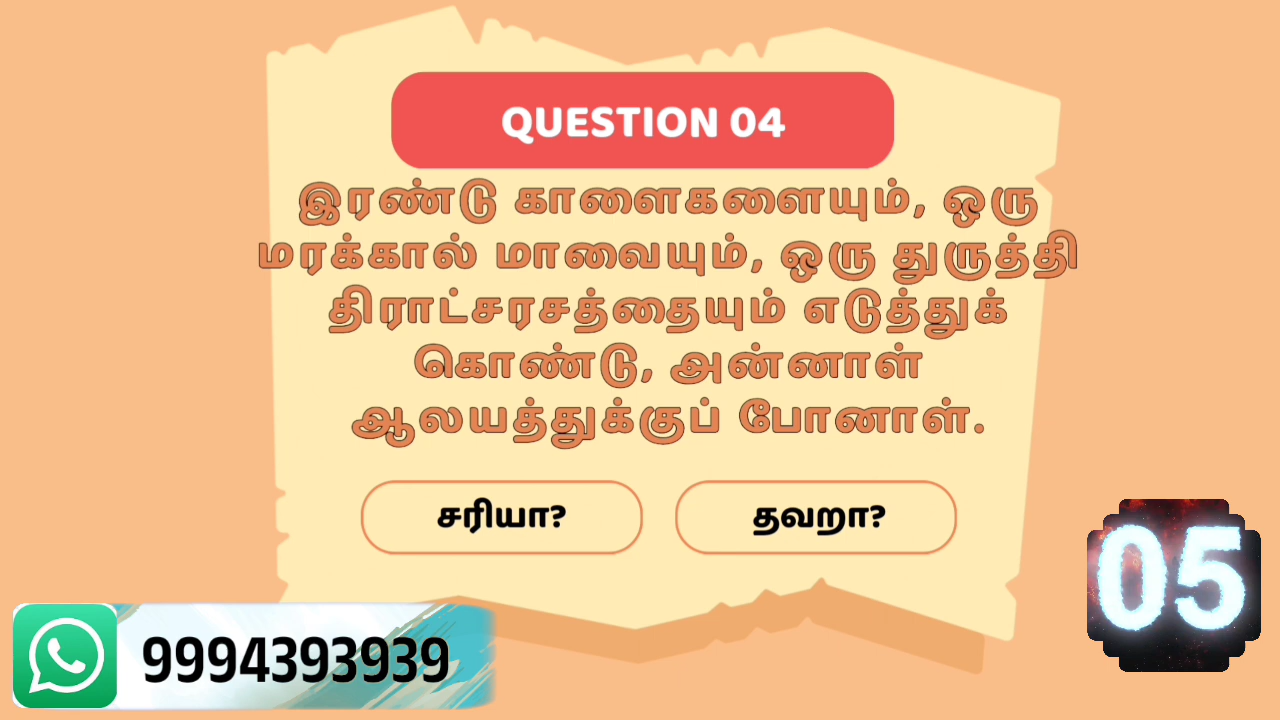 QUESTION 04
இரண்டு காளைகளையும், ஒரு
மரக்கால் மாவையும், ஒரு துருத்தி
திராட்சரசத்தையும் எடுத்துக்
கொண்டு, அன்னாள்
ஆலயத்துக்குப் போனாள்.
சரியா? தவறா?
05
9994393939